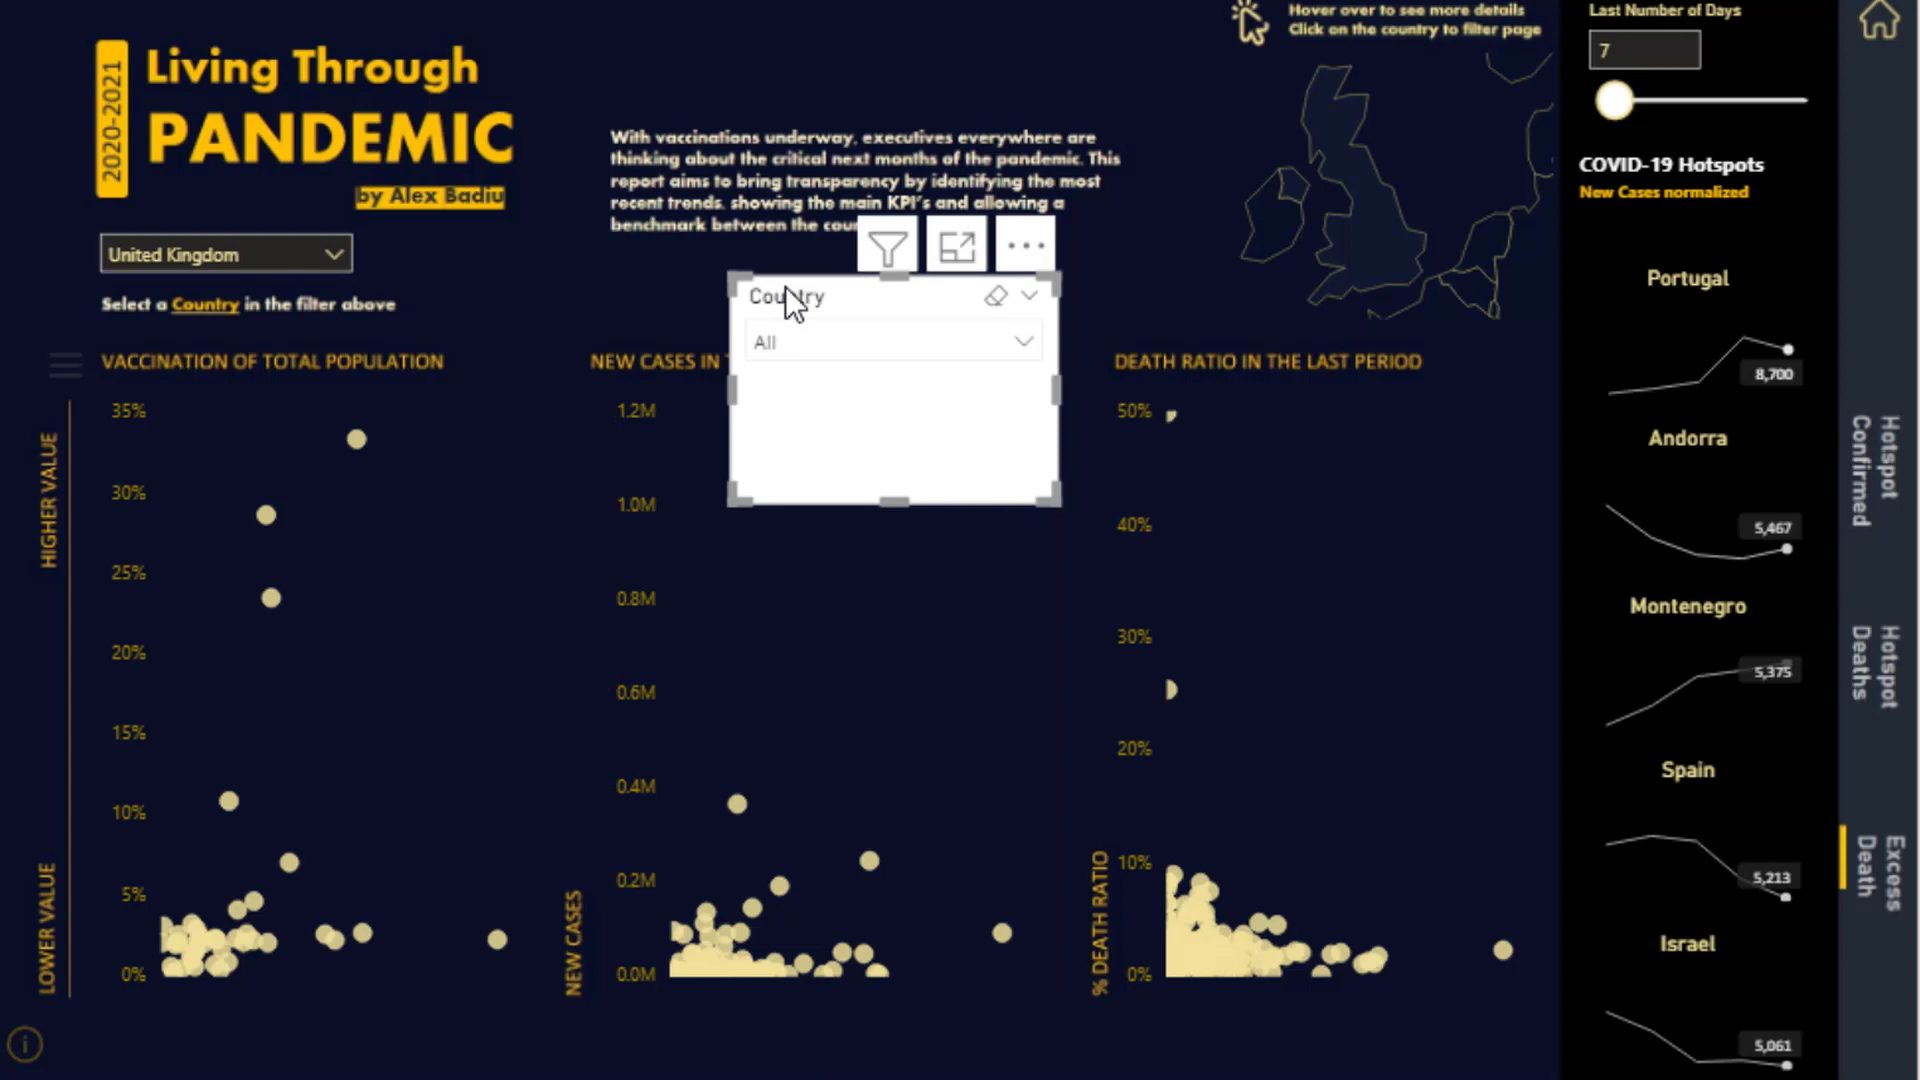 Hover over to see more details
Click on the country to filter page
Last Number of Days
7
2020-2021
Living Through
PANDEMIC
by Alex Badiu
With vaccinations underway, executives everywhere are
thinking about the critical next months of the pandemic. This
report aims to bring transparency by identifying the most
recent trends. showing the main KPI's and allowing a
benchmark between the
COVID-19 Hotspots
New Cases normalized
United Kingdom
Select a Country in the filter above
Country
All
Portugal
8,700
Andorra
5,467
Montenegro
5,375
Spain
5,213
Israel
5,061
Hotspot
Confirmed
Hotspot
Deaths
Excess
Death
VACCINATION OF TOTAL POPULATION
HIGHER VALUE
LOWER VALUE
35%
30%
25%
20%
15%
10%
5%
0%
NEW CASES IN
NEW CASES
1.2M
1.0M
0.8M
0.6M
0.4M
0.2M
0.0M
DEATH RATIO IN THE LAST PERIOD
% DEATH RATIO
50%
40%
30%
20%
10%
0%